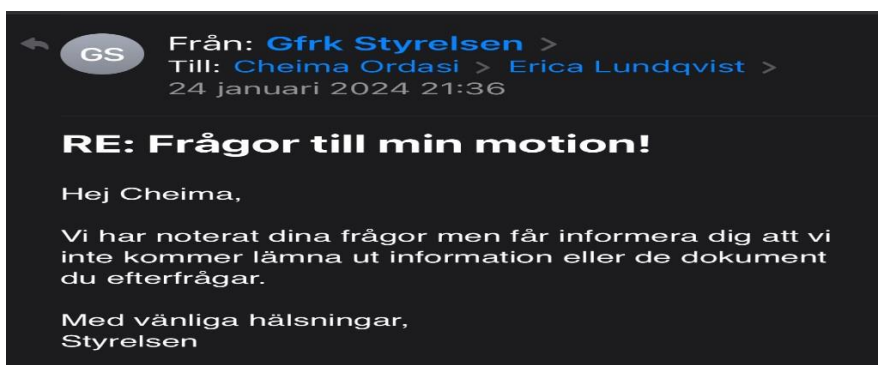 GS
Från: Gfrk Styrelsen >
Till: Cheima Ordasi > Erica Lundqvist >
24 januari 2024 21:36
RE: Frågor till min motion!
Hej Cheima,
Vi har noterat dina frågor men får informera dig att vi
inte kommer lämna ut information eller de dokument
du efterfrågar.
Med vänliga hälsningar,
Styrelsen